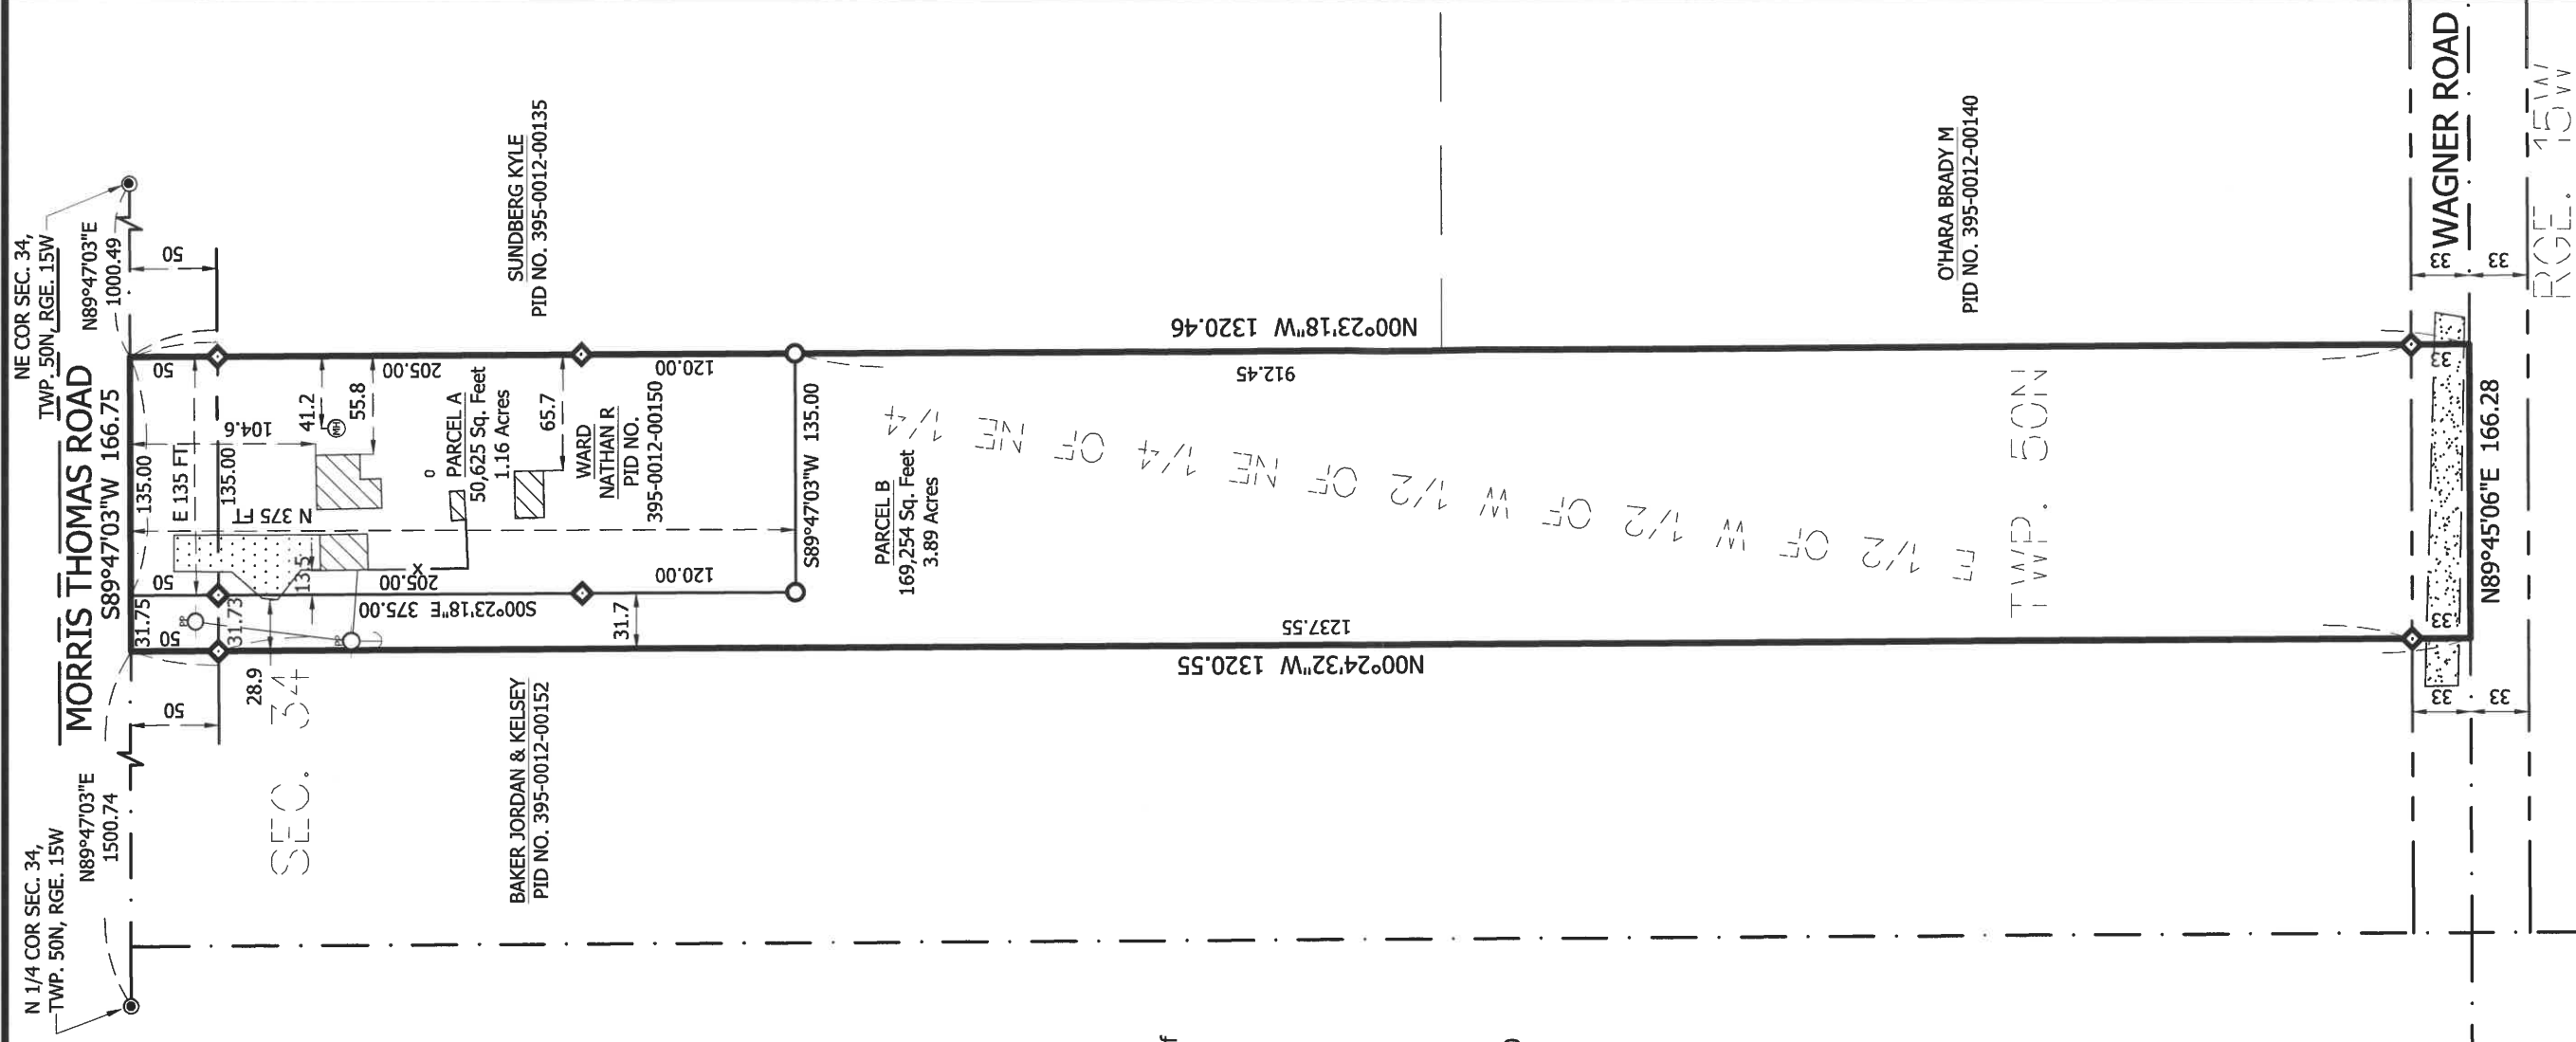 NE COR SEC. 34,
TWP. 50N, RGE. 15W
N89°47'03"E
1000.49
MORRIS THOMAS ROAD
S89°47'03"W 166.75
N 1/4 COR SEC. 34,
TWP. 50N, RGE. 15W
N89°47'03"E
1500.74
50
50
50
50
31.75
135.00
31.73
135.00
E 135 FT
N 375 FT
104.6
41.2
MH
55.8
205.00
205.00
13.5
28.9
X
0
S00°23'18"E 375.00
PARCEL A
50,625 Sq. Feet
1.16 Acres
65.7
WARD
NATHAN R
PID NO.
395-0012-00150
120.00
120.00
31.7
S89°47'03"W 135.00
SEC. 34
SUNDBERG KYLE
PID NO. 395-0012-00135
BAKER JORDAN & KELSEY
PID NO. 395-0012-00152
PARCEL B
169,254 Sq. Feet
3.89 Acres
E 1/2 OF W 1/2 OF W 1/2 OF NE 1/4 OF NE 1/4
N00°23'18"W 1320.46
912.45
1237.55
N00°24'32"W 1320.55
O'HARA BRADY M
PID NO. 395-0012-00140
TWP. 50N
RGE. 15W
WAGNER ROAD
33
33
33
33
33
33
N89°45'06"E 166.28
f